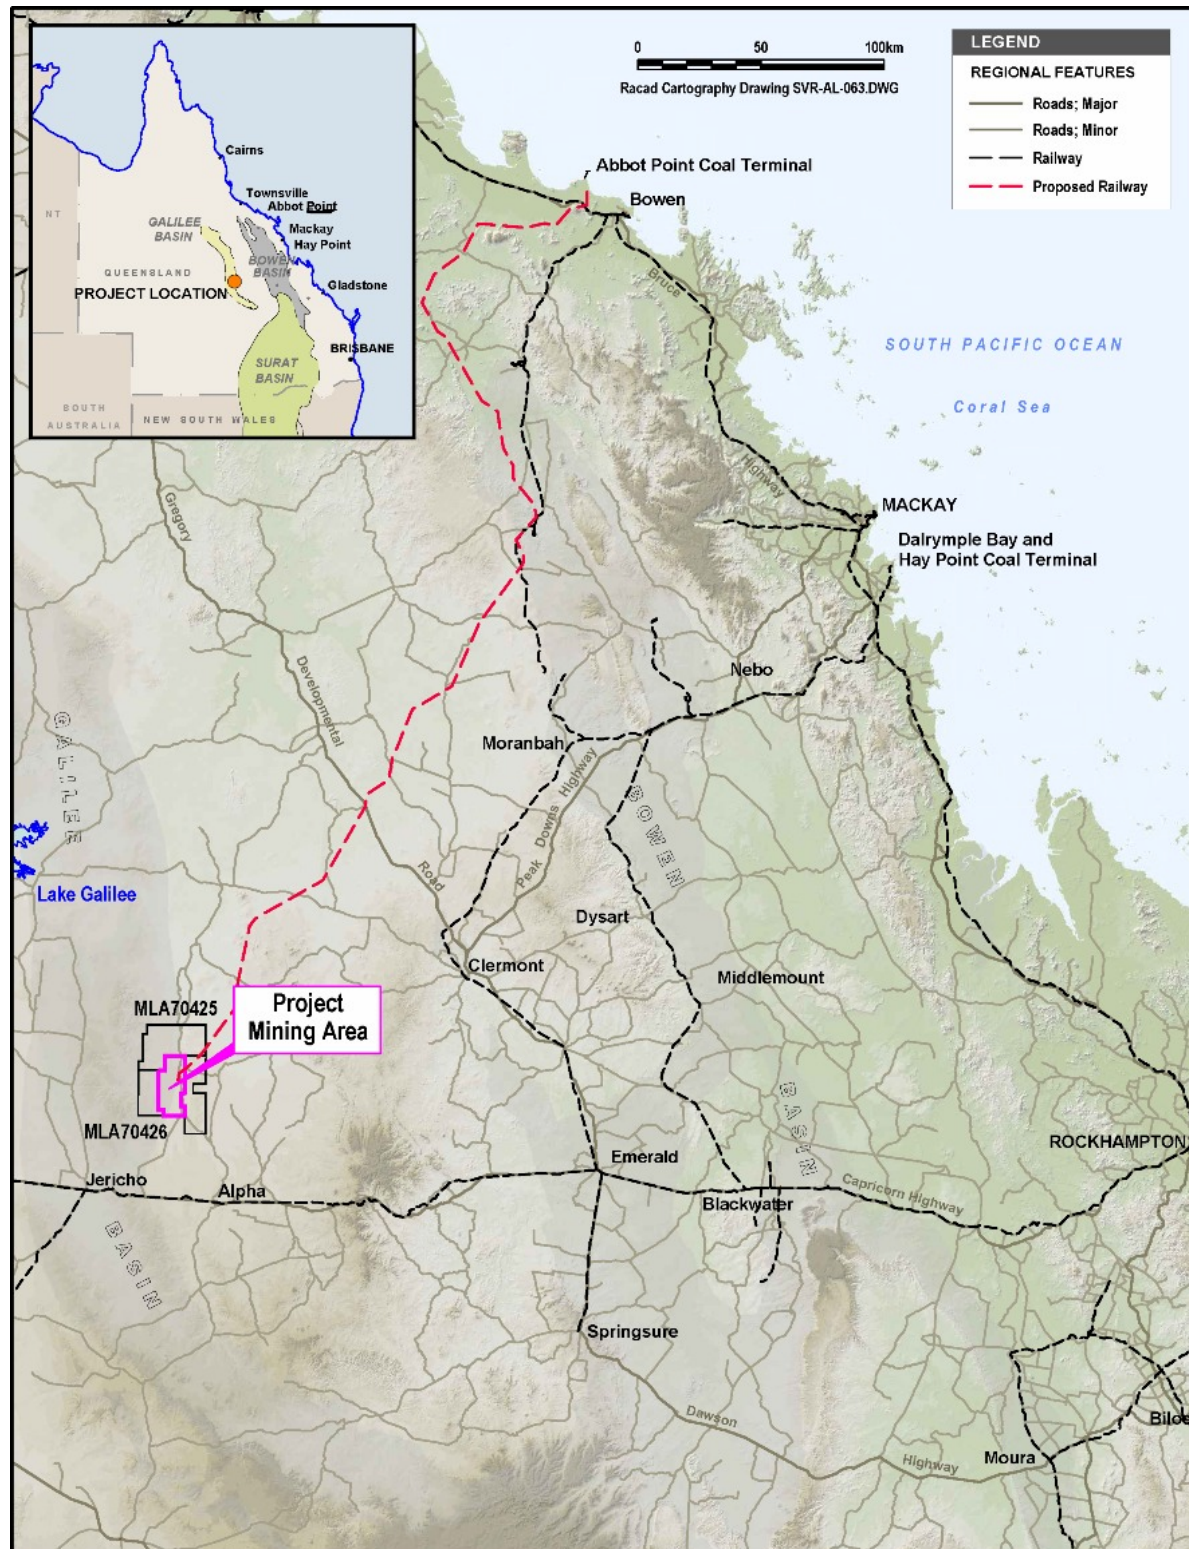 Cairns
Townsville
Abbot Point
Mackay
Hay Point
GALILEE
BASIN
BOWEN
BASIN
NT
QUEENSLAND
PROJECT LOCATION
Gladstone
BRISBANE
SURAT
BASIN
SOUTH
AUSTRALIA
NEW SOUTH WALES
0 50 100km
Racad Cartography Drawing SVR-AL-063.DWG
LEGEND
REGIONAL FEATURES
Roads; Major
Roads; Minor
Railway
Proposed Railway
Abbot Point Coal Terminal
Bowen
Bruce
SOUTH PACIFIC OCEAN
Coral Sea
Highway
Gregory
MACKAY
Dalrymple Bay and
Hay Point Coal Terminal
Developmental
Nebo
GALILEE
Moranbah
Peak Downs Highway
BOWEN
Road
Lake Galilee
Dysart
Clermont
Middlemount
Project
Mining Area
MLA70425
MLA70426
BASIN
ROCKHAMPTON
Emerald
Jericho
Alpha
Blackwater
Capricorn Highway
BASIN
Springsure
Dawson
Highway
Moura
Biloe